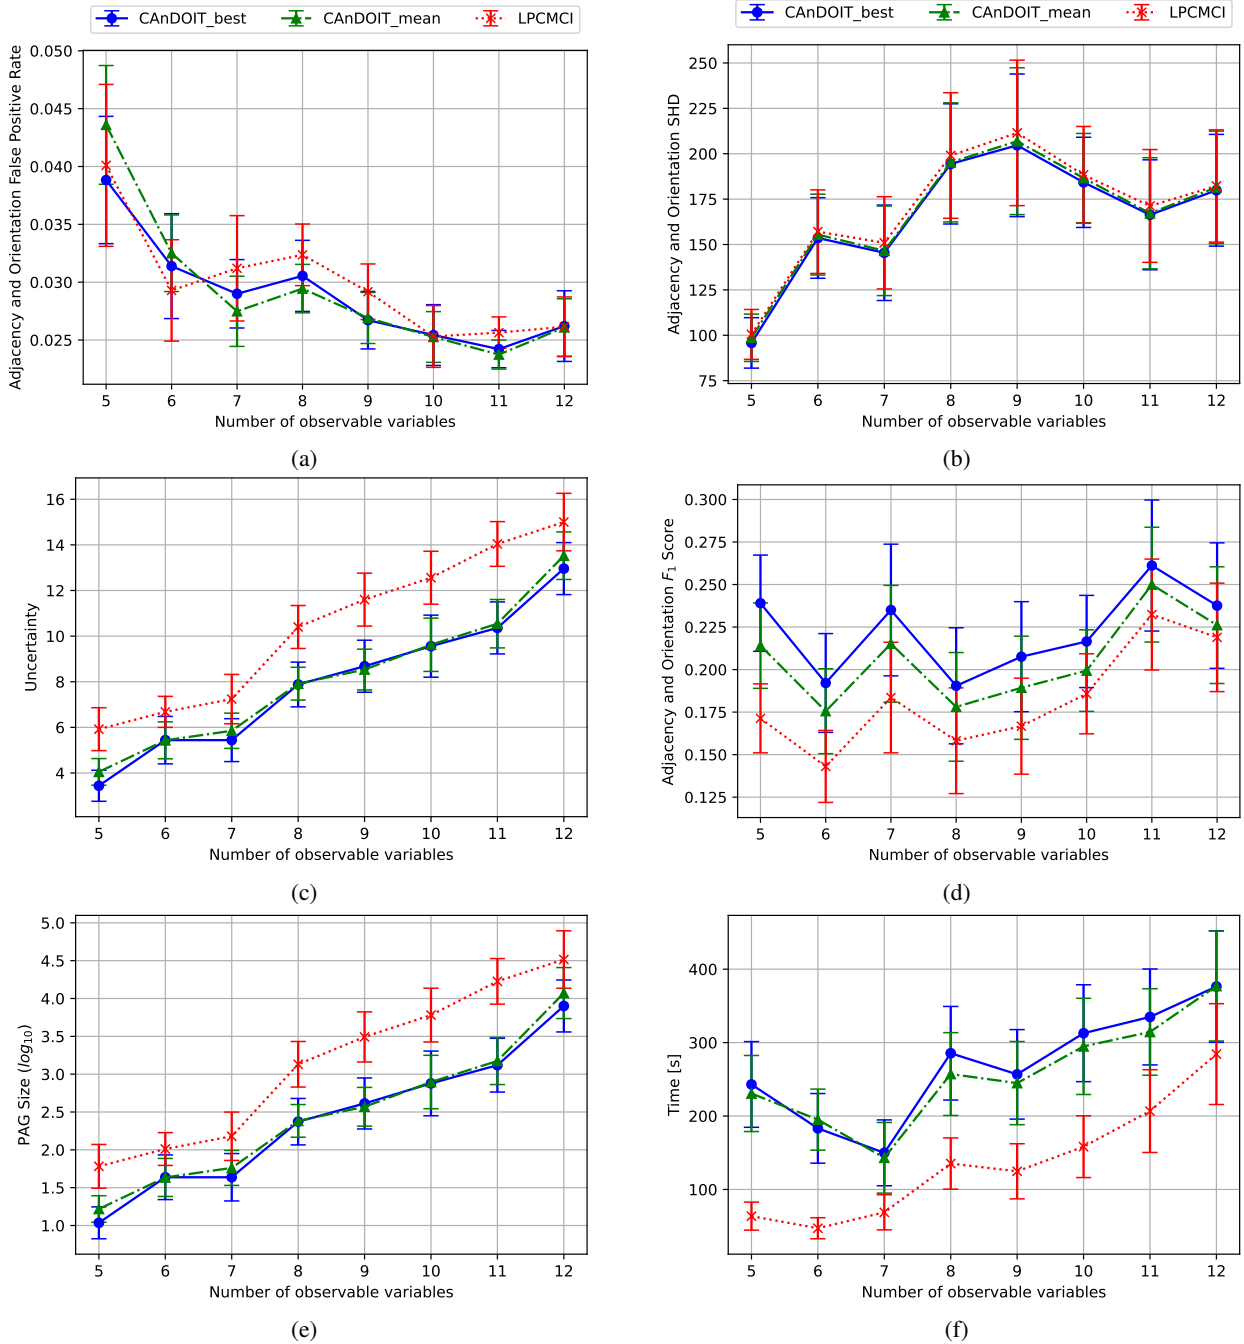 CAnDOIT_best CAnDOIT_mean LPCMCI
Adjacency and Orientation False Positive Rate
0.050
0.045
0.040
0.035
0.030
0.025
5 6 7 8 9 10 11 12
Number of observable variables
(a)
CAnDOIT_best CAnDOIT_mean LPCMCI
Adjacency and Orientation SHD
250
225
200
175
150
125
100
75
5 6 7 8 9 10 11 12
Number of observable variables
(b)
Uncertainty
16
14
12
10
8
6
4
5 6 7 8 9 10 11 12
Number of observable variables
(c)
Adjacency and Orientation F₁ Score
0.300
0.275
0.250
0.225
0.200
0.175
0.150
0.125
5 6 7 8 9 10 11 12
Number of observable variables
(d)
PAG Size (log₁₀)
5.0
4.5
4.0
3.5
3.0
2.5
2.0
1.5
1.0
5 6 7 8 9 10 11 12
Number of observable variables
(e)
Time [s]
400
300
200
100
5 6 7 8 9 10 11 12
Number of observable variables
(f)